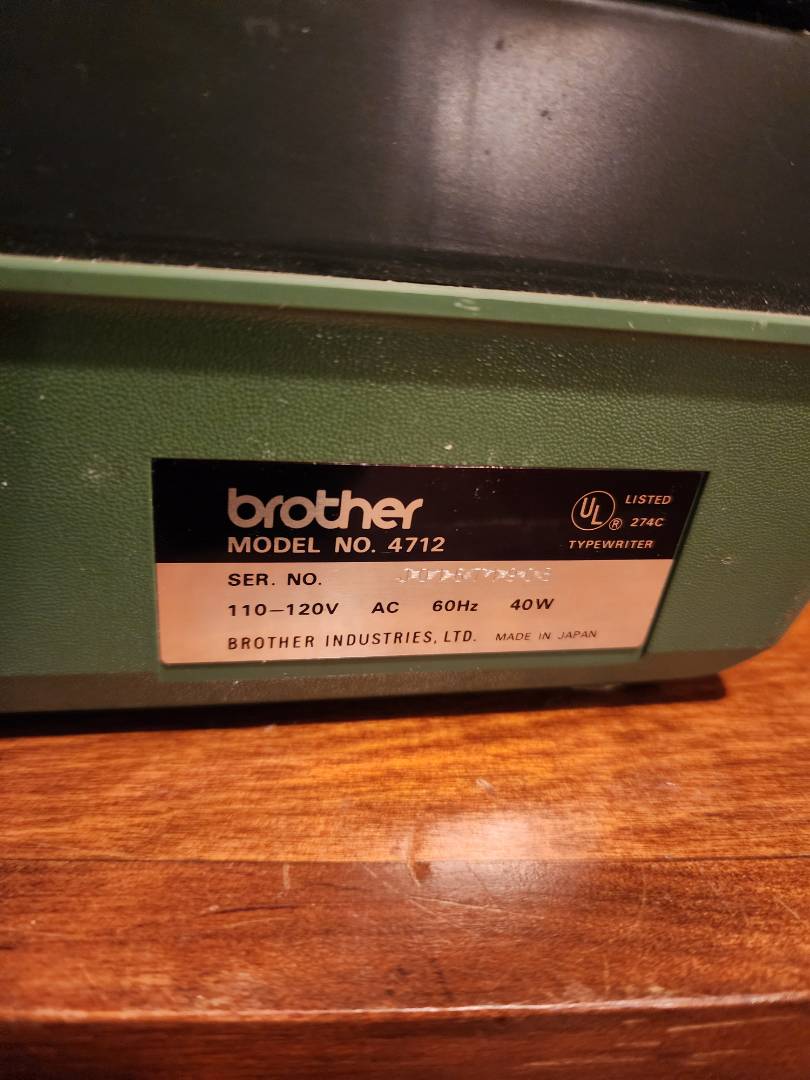 brother
MODEL NO. 4712
UL ® LISTED
274C
TYPEWRITER
SER. NO.
110–120V AC 60Hz 40W
BROTHER INDUSTRIES, LTD. MADE IN JAPAN